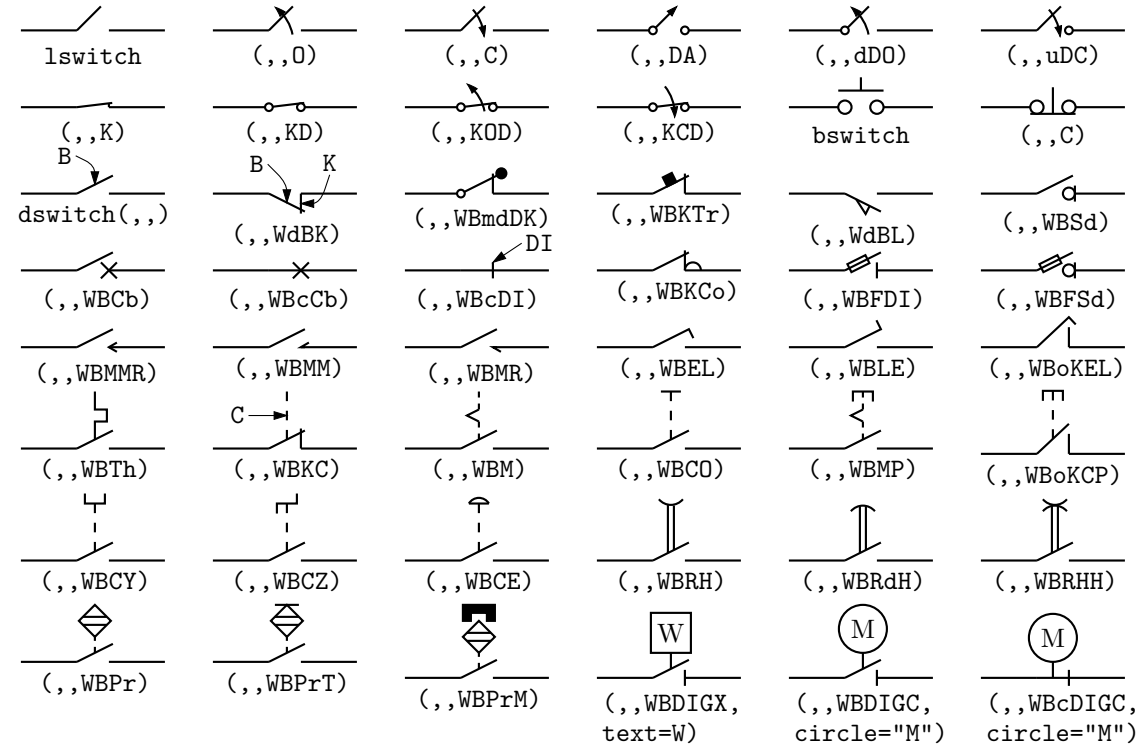 lswitch (,,O) (,,C) (,,DA) (,,dDO) (,,uDC)
(,,K) (,,KD) (,,KOD) (,,KCD) bswitch (,,C)
B B K
dswitch(,,) (,,WdBK) (,,WBmdDK) (,,WBKTr) (,,WdBL) (,,WBSd)
DI
(,,WBCb) (,,WBcCb) (,,WBcDI) (,,WBKCo) (,,WBFDI) (,,WBFSd)
(,,WBMMR) (,,WBMM) (,,WBMR) (,,WBEL) (,,WBLE) (,,WBoKEL)
C
(,,WBTh) (,,WBKC) (,,WBM) (,,WBCO) (,,WBMP) (,,WBoKCP)
(,,WBCY) (,,WBCZ) (,,WBCE) (,,WBRH) (,,WBRdH) (,,WBRHH)
W M M
(,,WBPr) (,,WBPrT) (,,WBPrM) (,,WBDIGX, (,,WBDIGC, (,,WBcDIGC,
text=W) circle="M") circle="M")